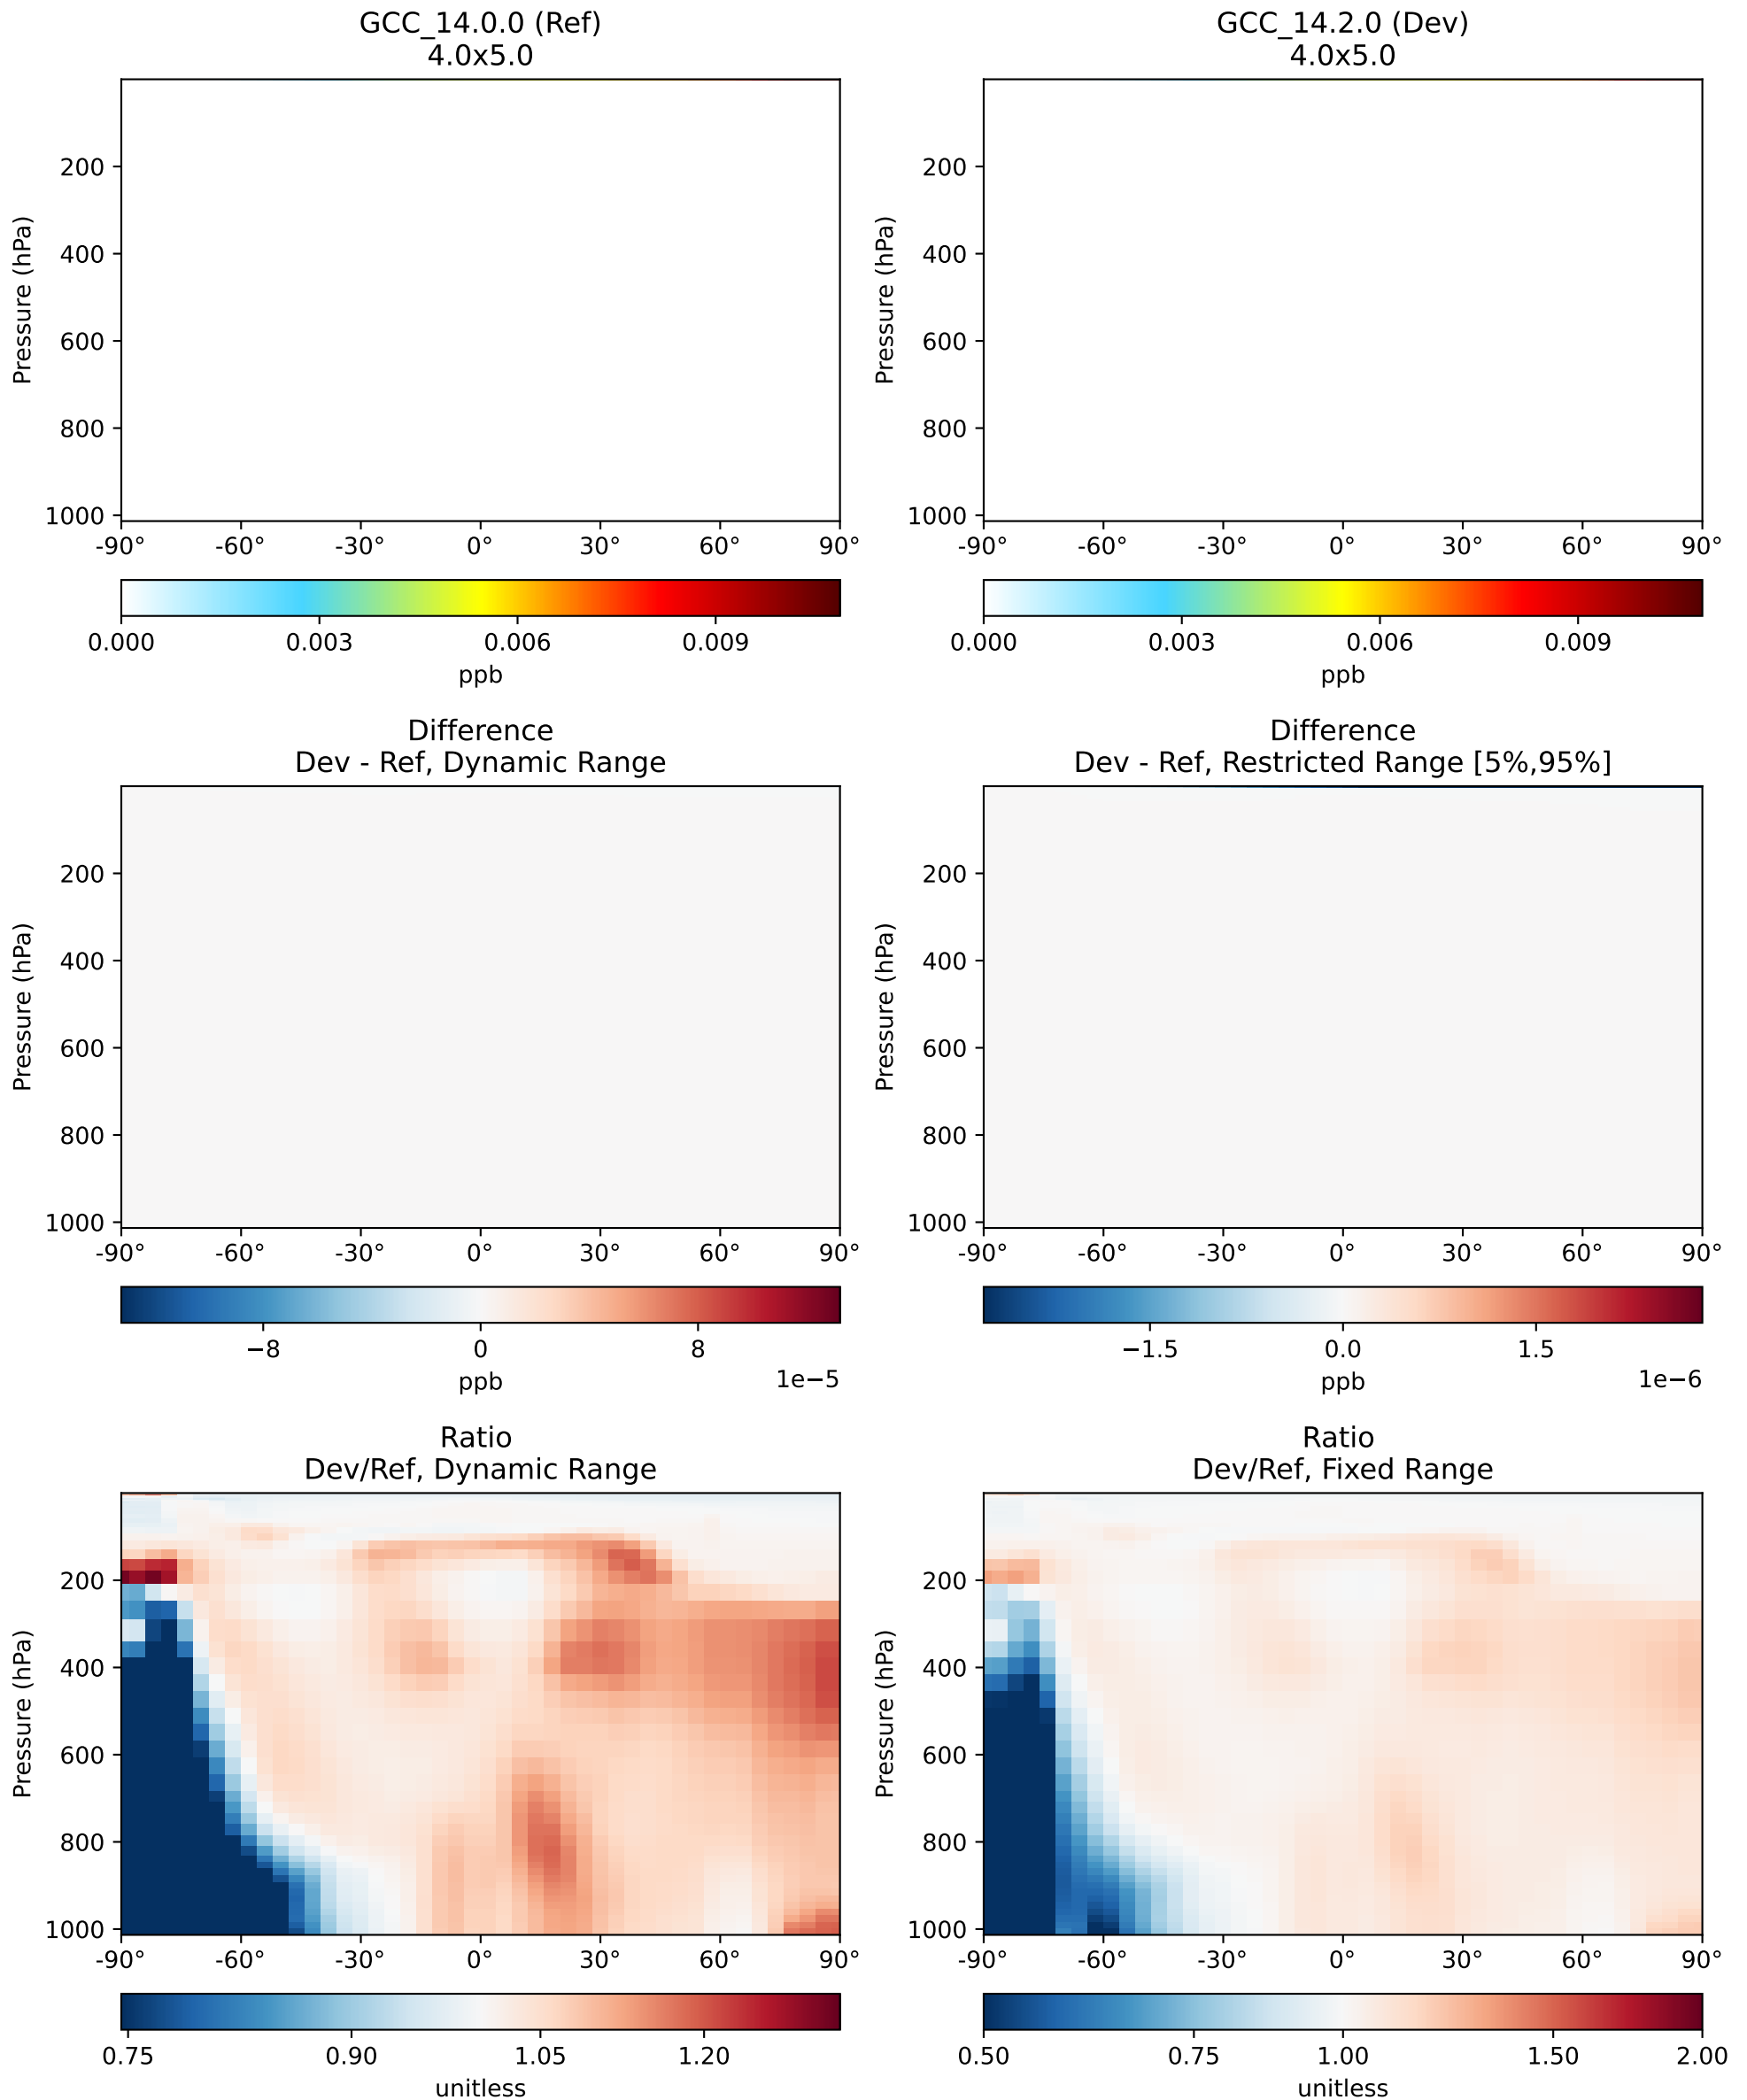 GCC_14.0.0 (Ref)
4.0x5.0
Pressure (hPa)
200
400
600
800
1000
-90° -60° -30° 0° 30° 60° 90°
0.000 0.003 0.006 0.009
ppb
GCC_14.2.0 (Dev)
4.0x5.0
Pressure (hPa)
200
400
600
800
1000
-90° -60° -30° 0° 30° 60° 90°
0.000 0.003 0.006 0.009
ppb
Difference
Dev - Ref, Dynamic Range
Pressure (hPa)
200
400
600
800
1000
-90° -60° -30° 0° 30° 60° 90°
−8 0 8
ppb 1e−5
Difference
Dev - Ref, Restricted Range [5%,95%]
Pressure (hPa)
200
400
600
800
1000
-90° -60° -30° 0° 30° 60° 90°
−1.5 0.0 1.5
ppb 1e−6
Ratio
Dev/Ref, Dynamic Range
Pressure (hPa)
200
400
600
800
1000
-90° -60° -30° 0° 30° 60° 90°
0.75 0.90 1.05 1.20
unitless
Ratio
Dev/Ref, Fixed Range
Pressure (hPa)
200
400
600
800
1000
-90° -60° -30° 0° 30° 60° 90°
0.50 0.75 1.00 1.50 2.00
unitless